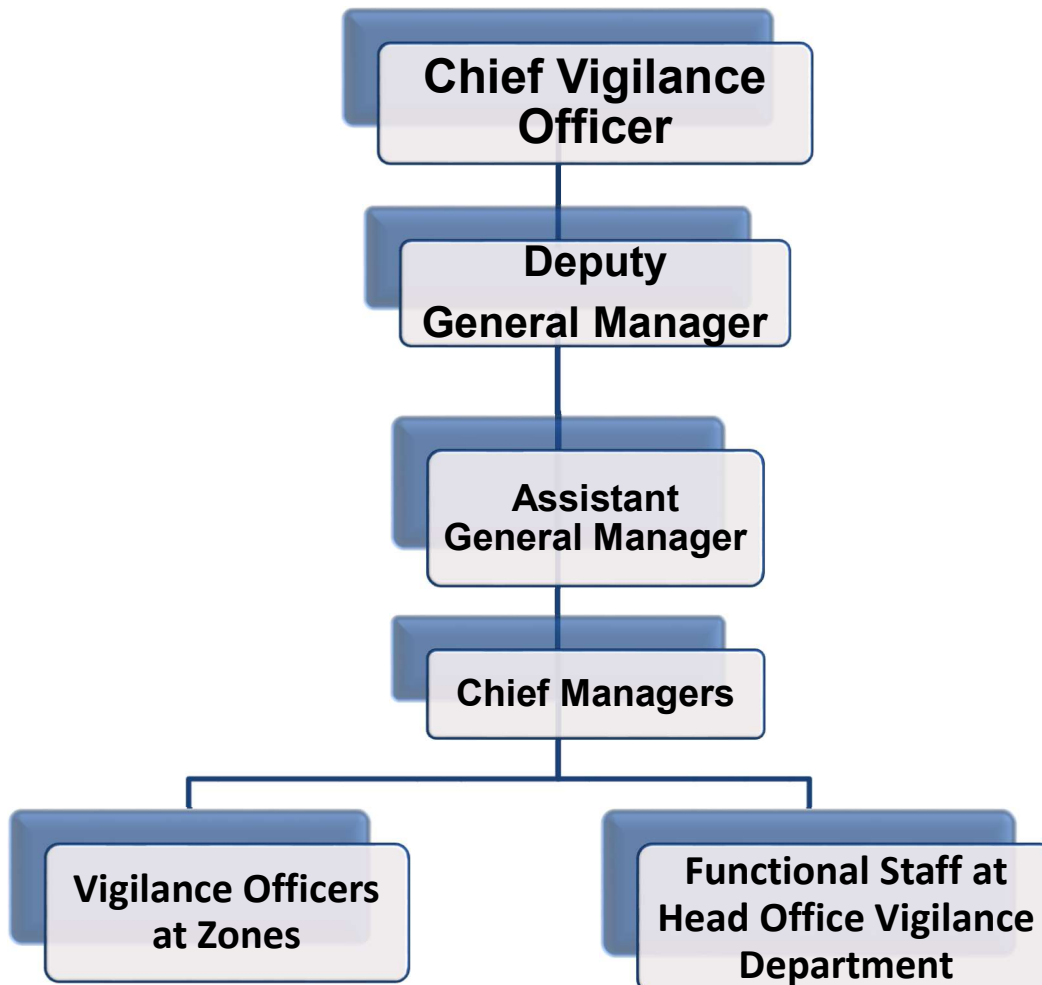 Chief Vigilance
Officer
Deputy
General Manager
Assistant
General Manager
Chief Managers
Vigilance Officers
at Zones
Functional Staff at
Head Office Vigilance
Department